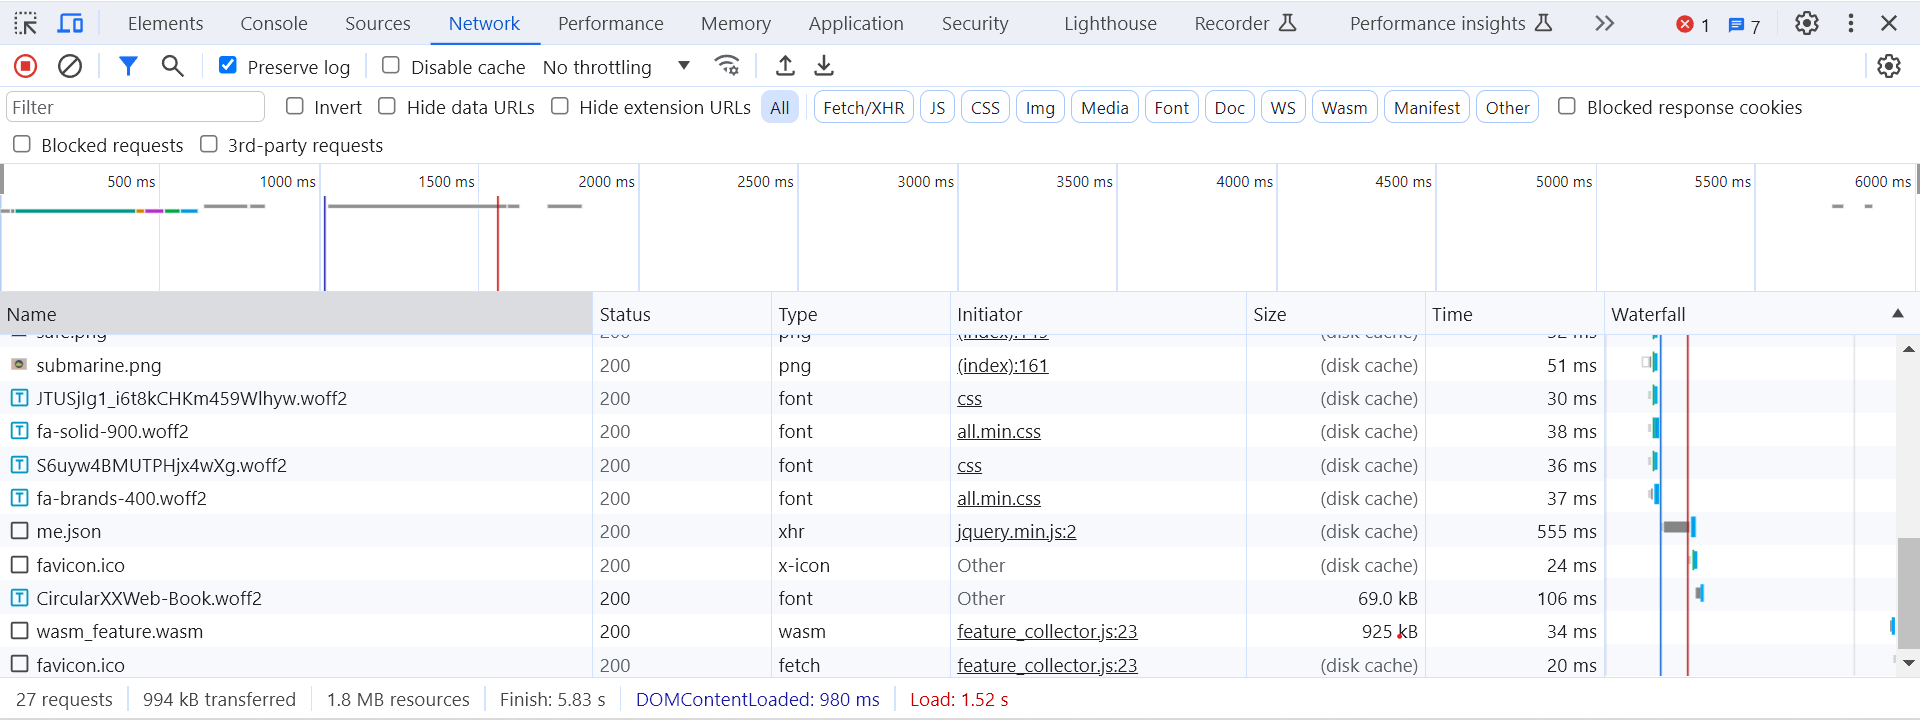 Elements Console Sources Network Performance Memory Application Security Lighthouse Recorder Performance insights 1 7
Preserve log Disable cache No throttling
Filter Invert Hide data URLs Hide extension URLs All Fetch/XHR JS CSS Img Media Font Doc WS Wasm Manifest Other Blocked response cookies
Blocked requests 3rd-party requests
500 ms 1000 ms 1500 ms 2000 ms 2500 ms 3000 ms 3500 ms 4000 ms 4500 ms 5000 ms 5500 ms 6000 ms
Name Status Type Initiator Size Time Waterfall
safe.png 200 png (disk cache)
submarine.png 200 png (index):161 (disk cache) 51 ms
JTUSjIg1_i6t8kCHKm459Wlhyw.woff2 200 font css (disk cache) 30 ms
fa-solid-900.woff2 200 font all.min.css (disk cache) 38 ms
S6uyw4BMUTPHjx4wXg.woff2 200 font css (disk cache) 36 ms
fa-brands-400.woff2 200 font all.min.css (disk cache) 37 ms
me.json 200 xhr jquery.min.js:2 (disk cache) 555 ms
favicon.ico 200 x-icon Other (disk cache) 24 ms
CircularXXWeb-Book.woff2 200 font Other 69.0 kB 106 ms
wasm_feature.wasm 200 wasm feature_collector.js:23 925 kB 34 ms
favicon.ico 200 fetch feature_collector.js:23 (disk cache) 20 ms
27 requests 994 kB transferred 1.8 MB resources Finish: 5.83 s DOMContentLoaded: 980 ms Load: 1.52 s